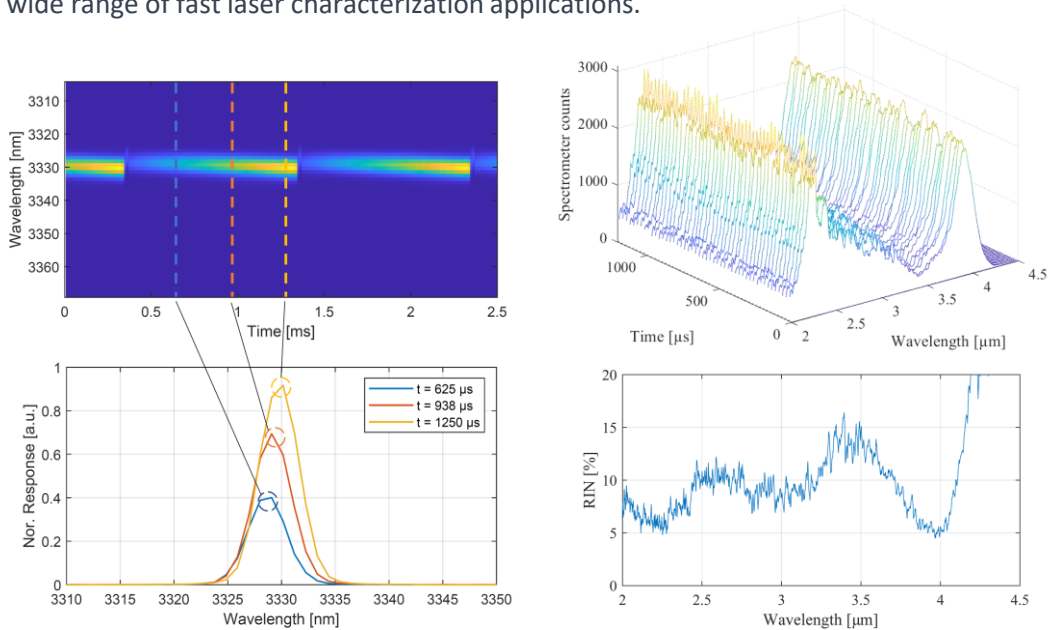 wide range of fast laser characterization applications.
3310
3320
3330
3340
3350
3360
Wavelength [nm]
0 0.5 1 1.5 2 2.5
Time [ms]
3000
2000
1000
0
Spectrometer counts
1000
500
0
Time [µs]
2
2.5
3
3.5
4
4.5
Wavelength [µm]
1
0.8
0.6
0.4
0.2
0
Nor. Response [a.u.]
t = 625 µs
t = 938 µs
t = 1250 µs
3310 3315 3320 3325 3330 3335 3340 3345 3350
Wavelength [nm]
20
15
10
5
0
RIN [%]
2 2.5 3 3.5 4 4.5
Wavelength [µm]